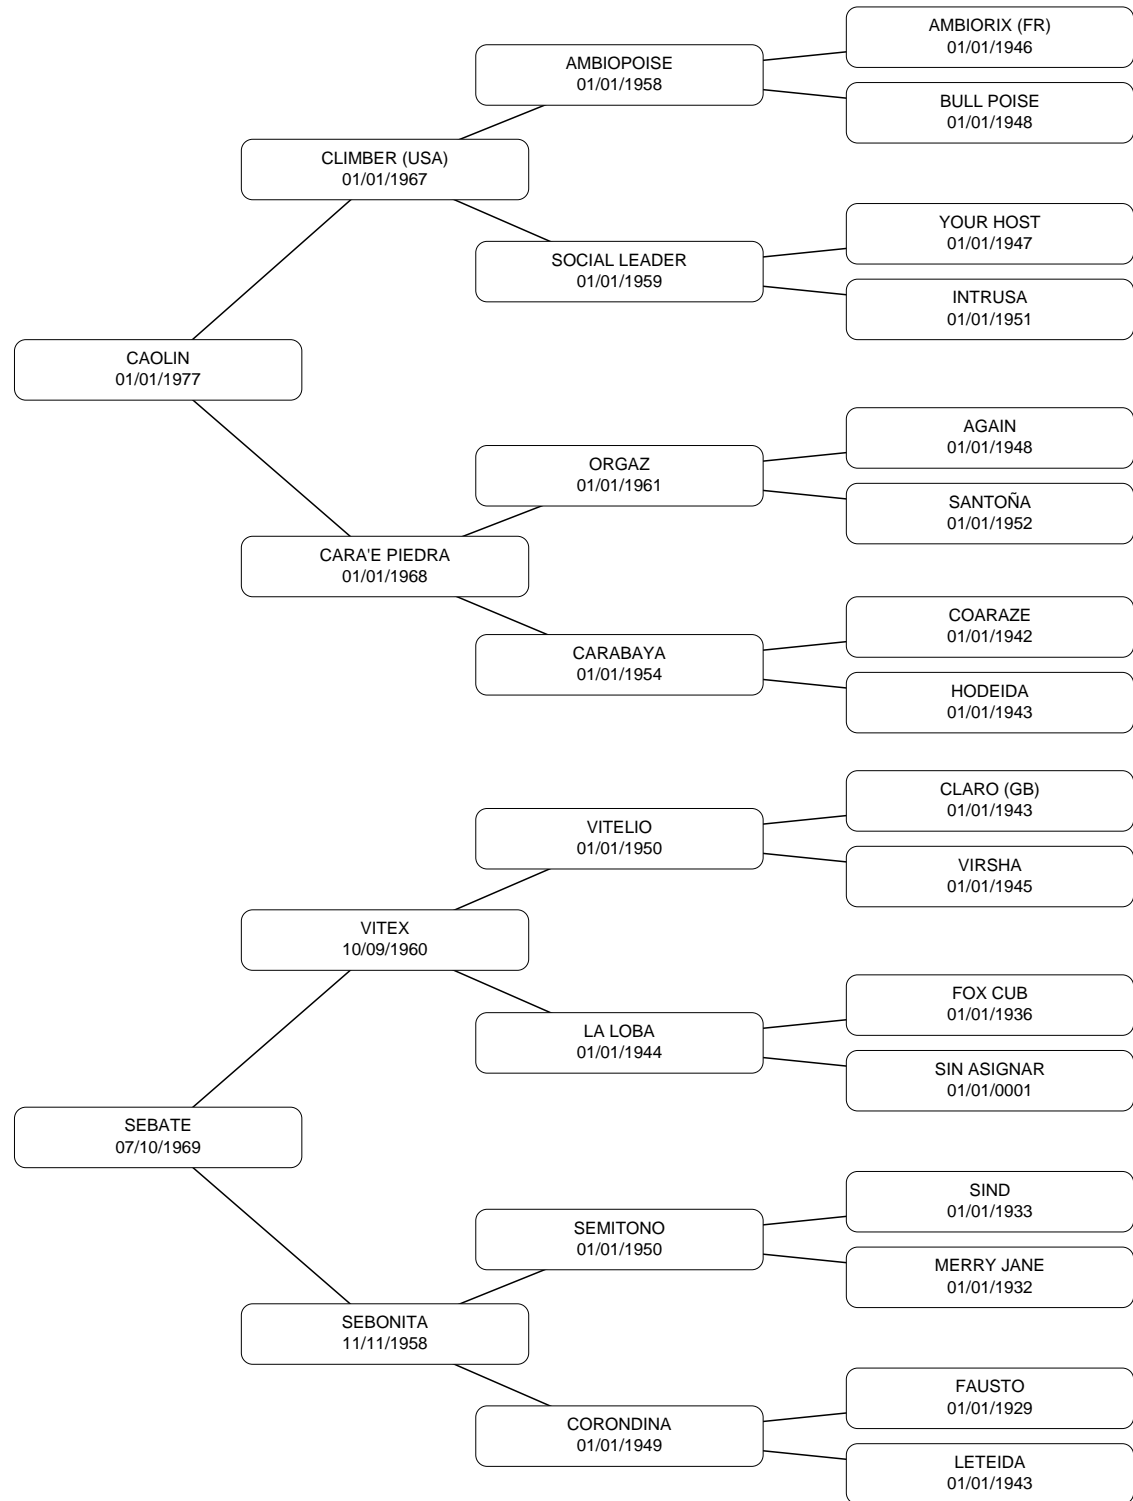 AMBIORIX (FR)
01/01/1946
AMBIOPOISE
01/01/1958
BULL POISE
01/01/1948
CLIMBER (USA)
01/01/1967
YOUR HOST
01/01/1947
SOCIAL LEADER
01/01/1959
INTRUSA
01/01/1951
CAOLIN
01/01/1977
AGAIN
01/01/1948
ORGAZ
01/01/1961
SANTOÑA
01/01/1952
CARA'E PIEDRA
01/01/1968
COARAZE
01/01/1942
CARABAYA
01/01/1954
HODEIDA
01/01/1943
CLARO (GB)
01/01/1943
VITELIO
01/01/1950
VIRSHA
01/01/1945
VITEX
10/09/1960
FOX CUB
01/01/1936
LA LOBA
01/01/1944
SIN ASIGNAR
01/01/0001
SEBATE
07/10/1969
SIND
01/01/1933
SEMITONO
01/01/1950
MERRY JANE
01/01/1932
SEBONITA
11/11/1958
FAUSTO
01/01/1929
CORONDINA
01/01/1949
LETEIDA
01/01/1943